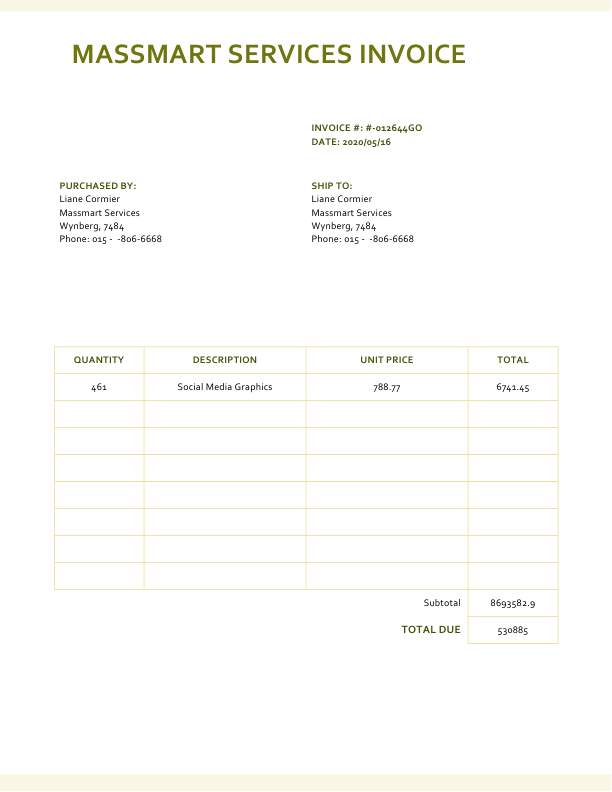 MASSMART SERVICES INVOICE
INVOICE #: #-012644GO
DATE: 2020/05/16
PURCHASED BY:
Liane Cormier
Massmart Services
Wynberg, 7484
Phone: 015 -  -806-6668
SHIP TO:
Liane Cormier
Massmart Services
Wynberg, 7484
Phone: 015 -  -806-6668
QUANTITY DESCRIPTION UNIT PRICE TOTAL
461 Social Media Graphics 788.77 6741.45
Subtotal 8693582.9
TOTAL DUE 530885